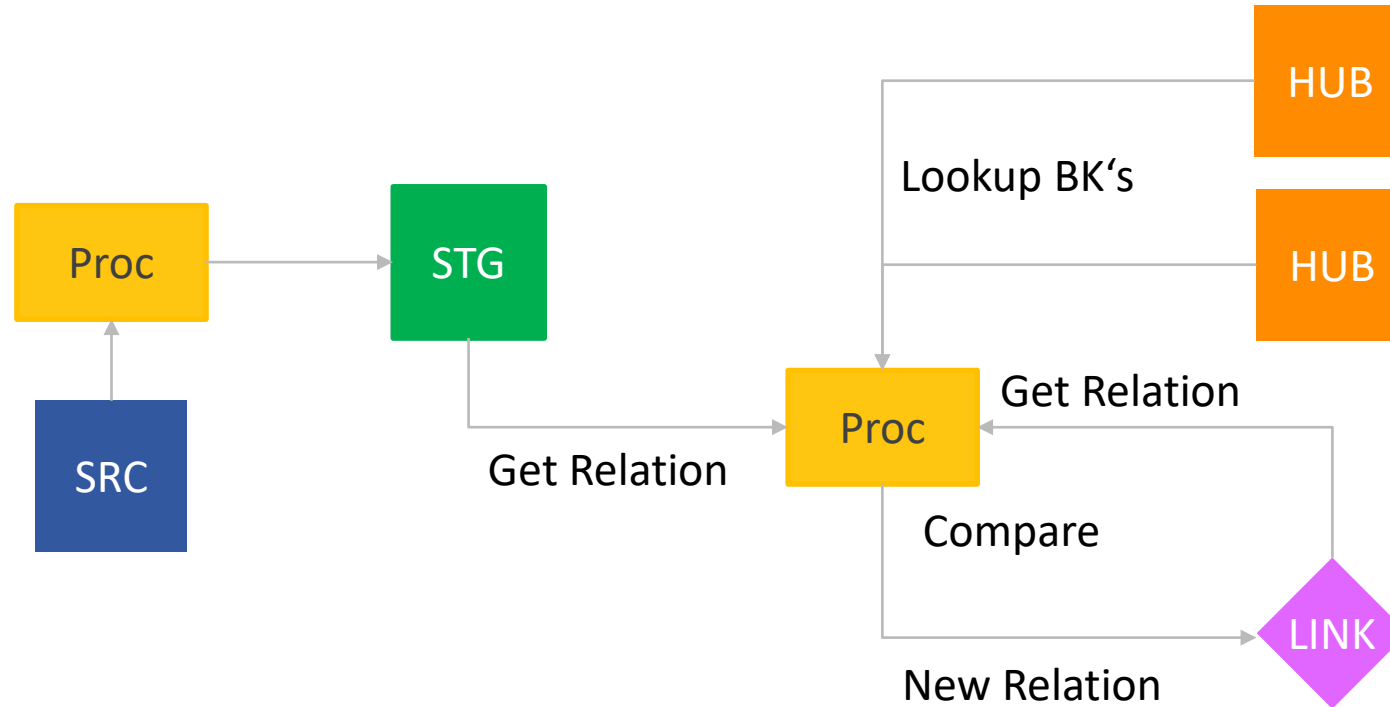 HUB
Lookup BK‘s
HUB
Proc
STG
SRC
Get Relation
Proc
Get Relation
Compare
LINK
New Relation